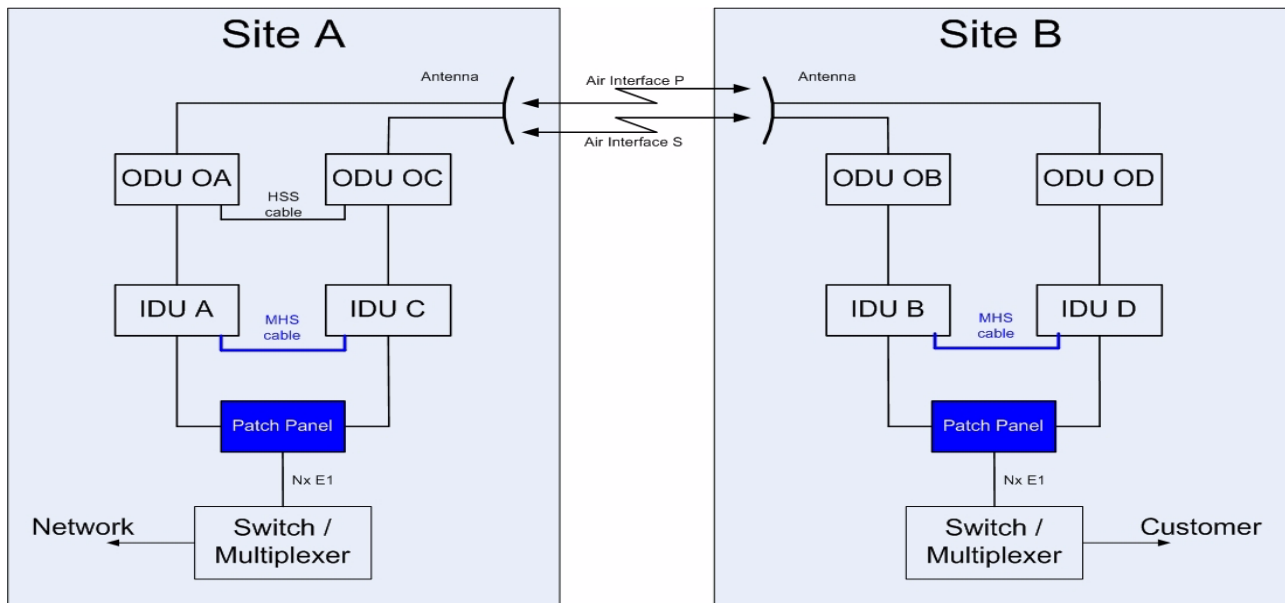 Site A
Site B
Antenna
Air Interface P
Antenna
Air Interface S
ODU OA
HSS
cable
ODU OC
ODU OB
ODU OD
IDU A
MHS
cable
IDU C
IDU B
MHS
cable
IDU D
Patch Panel
Patch Panel
Nx E1
Nx E1
Network
Switch /
Multiplexer
Switch /
Multiplexer
Customer